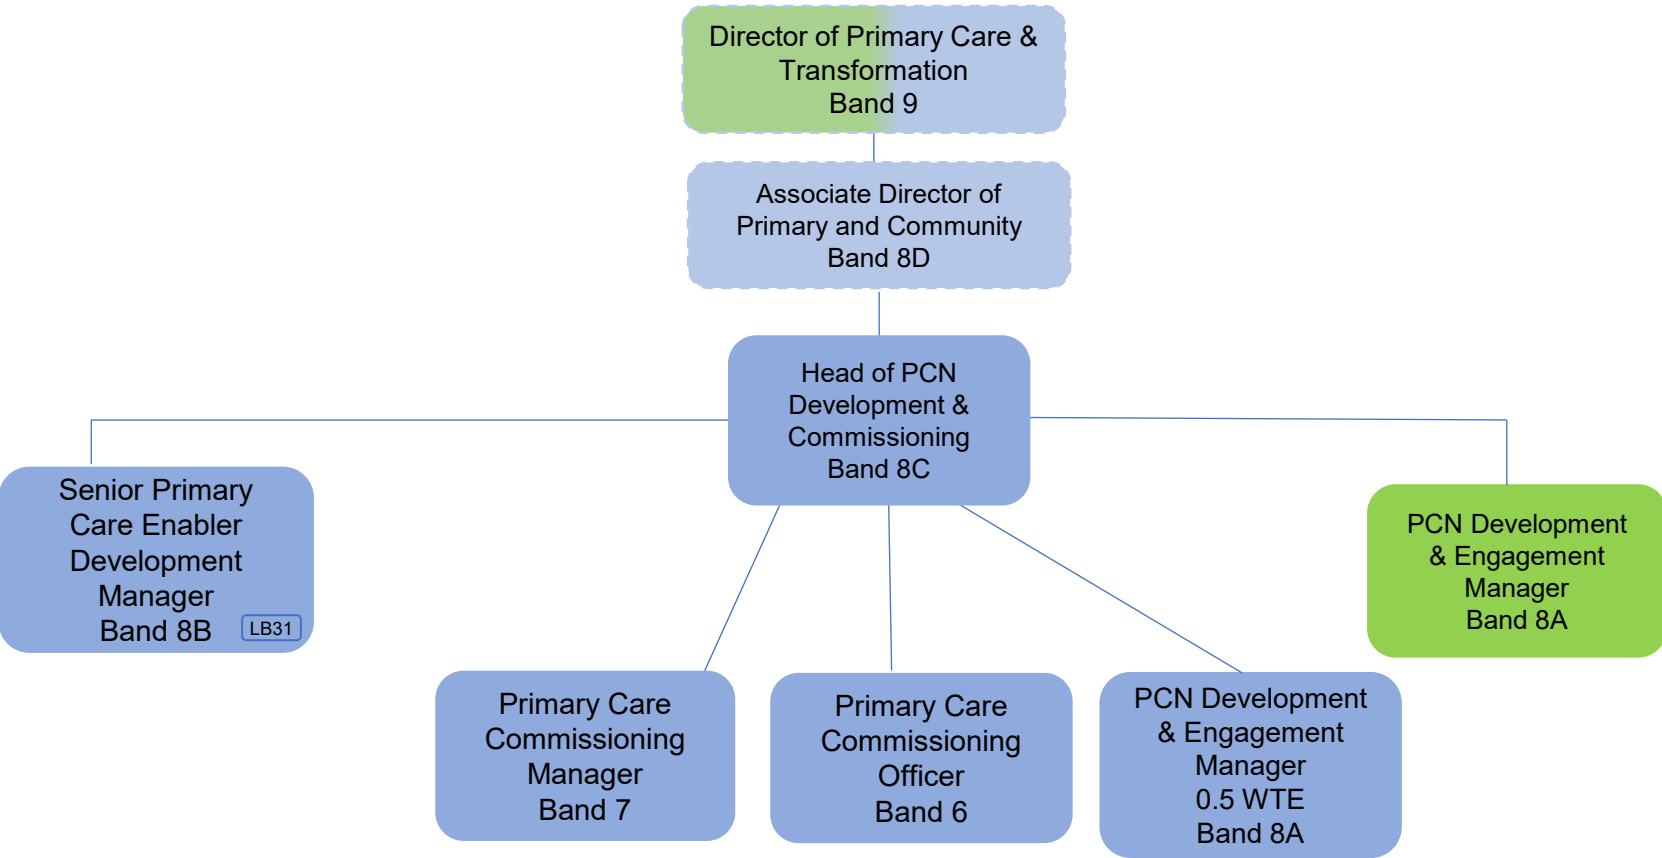 Director of Primary Care &
Transformation
Band 9
Associate Director of
Primary and Community
Band 8D
Head of PCN
Development &
Commissioning
Band 8C
Senior Primary
Care Enabler
Development
Manager
Band 8B
LB31
PCN Development
& Engagement
Manager
Band 8A
Primary Care
Commissioning
Manager
Band 7
Primary Care
Commissioning
Officer
Band 6
PCN Development
& Engagement
Manager
0.5 WTE
Band 8A